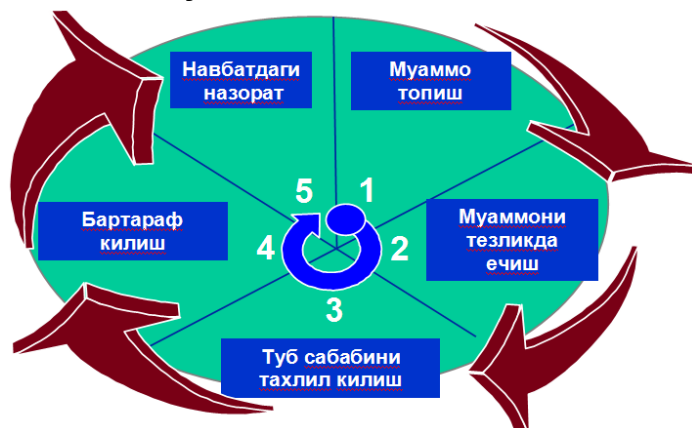 Навбатдаги
назорат
Муаммо
топиш
Бартараф
килиш
Муаммони
тезликда
ечиш
Туб сабабини
тахлил килиш
5
1
4
2
3